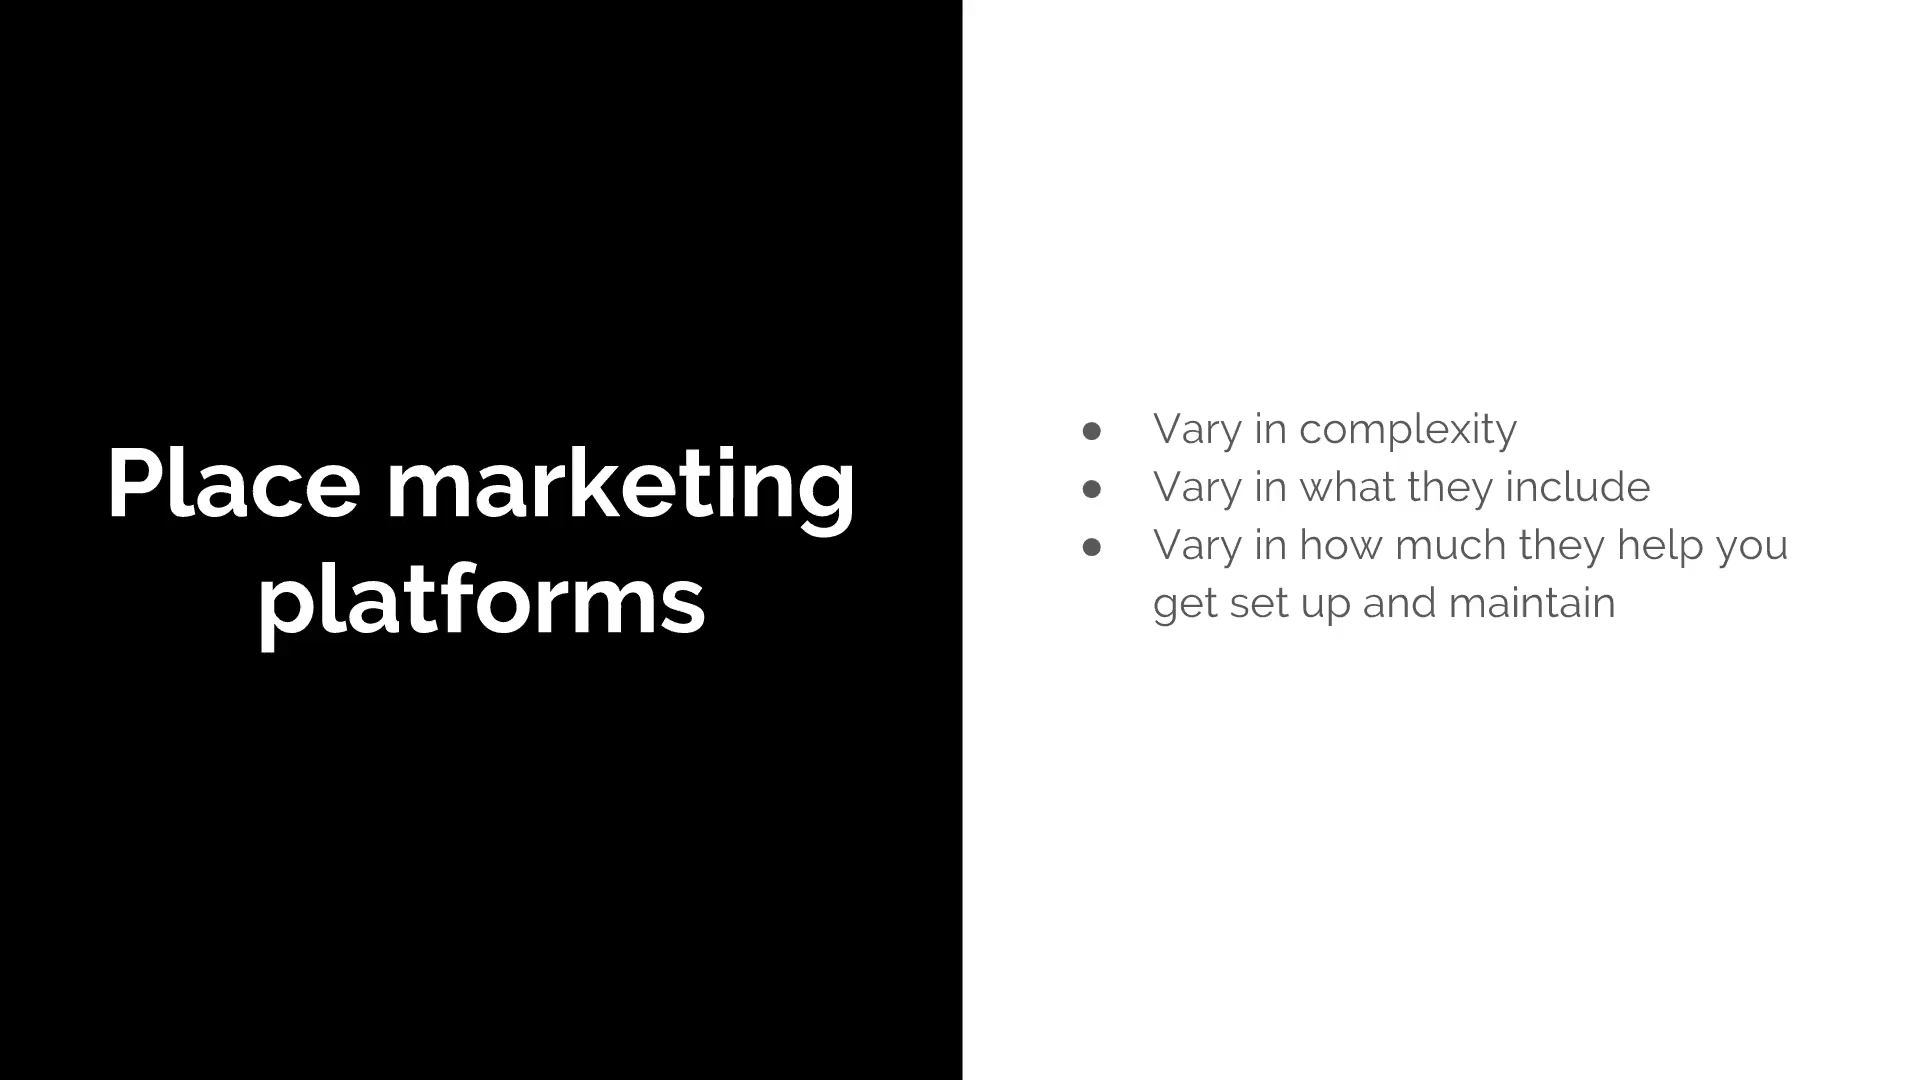 Place marketing
platforms
● Vary in complexity
● Vary in what they include
● Vary in how much they help you
get set up and maintain